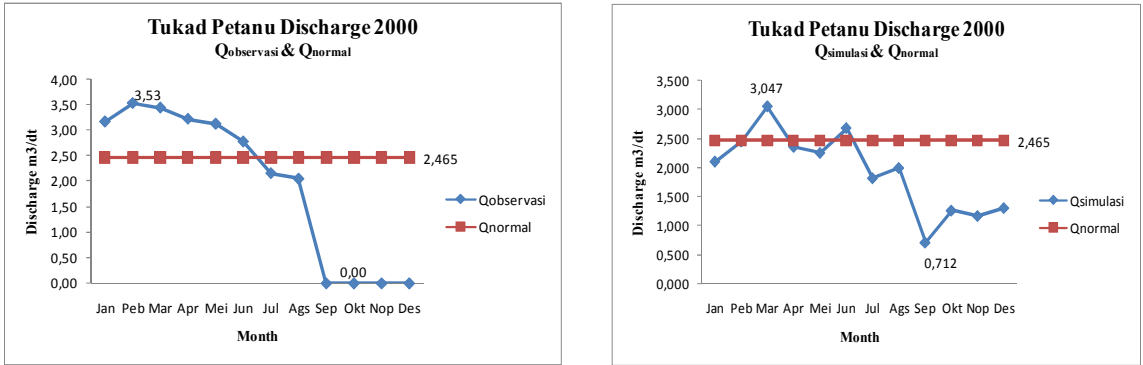 Tukad Petanu Discharge 2000
Qobservasi & Qnormal
4,00
3,50
3,00
2,50
2,00
1,50
1,00
0,50
0,00
Discharge m3/dt
3,53
2,465
0,00
Qobservasi
Qnormal
Jan Peb Mar Apr Mei Jun Jul Ags Sep Okt Nop Des
Month
Tukad Petanu Discharge 2000
Qsimulasi & Qnormal
3,500
3,000
2,500
2,000
1,500
1,000
0,500
0,000
Discharge m3/dt
3,047
2,465
0,712
Qsimulasi
Qnormal
Jan Peb Mar Apr Mei Jun Jul Ags Sep Okt Nop Des
Month